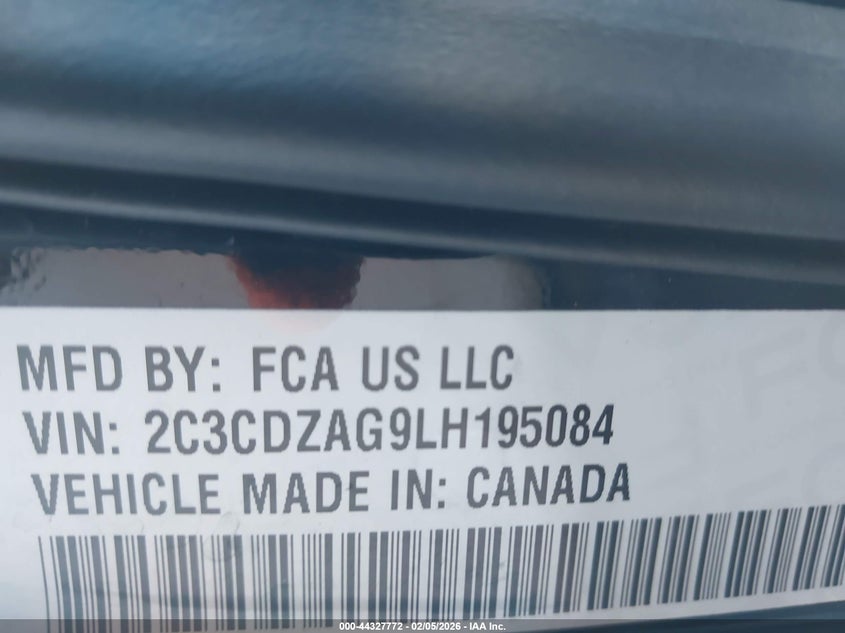 MFD BY: FCA US LLC
VIN: 2C3CDZAG9LH195084
VEHICLE MADE IN: CANADA
000-44327772 - 02/05/2026 - IAA Inc.